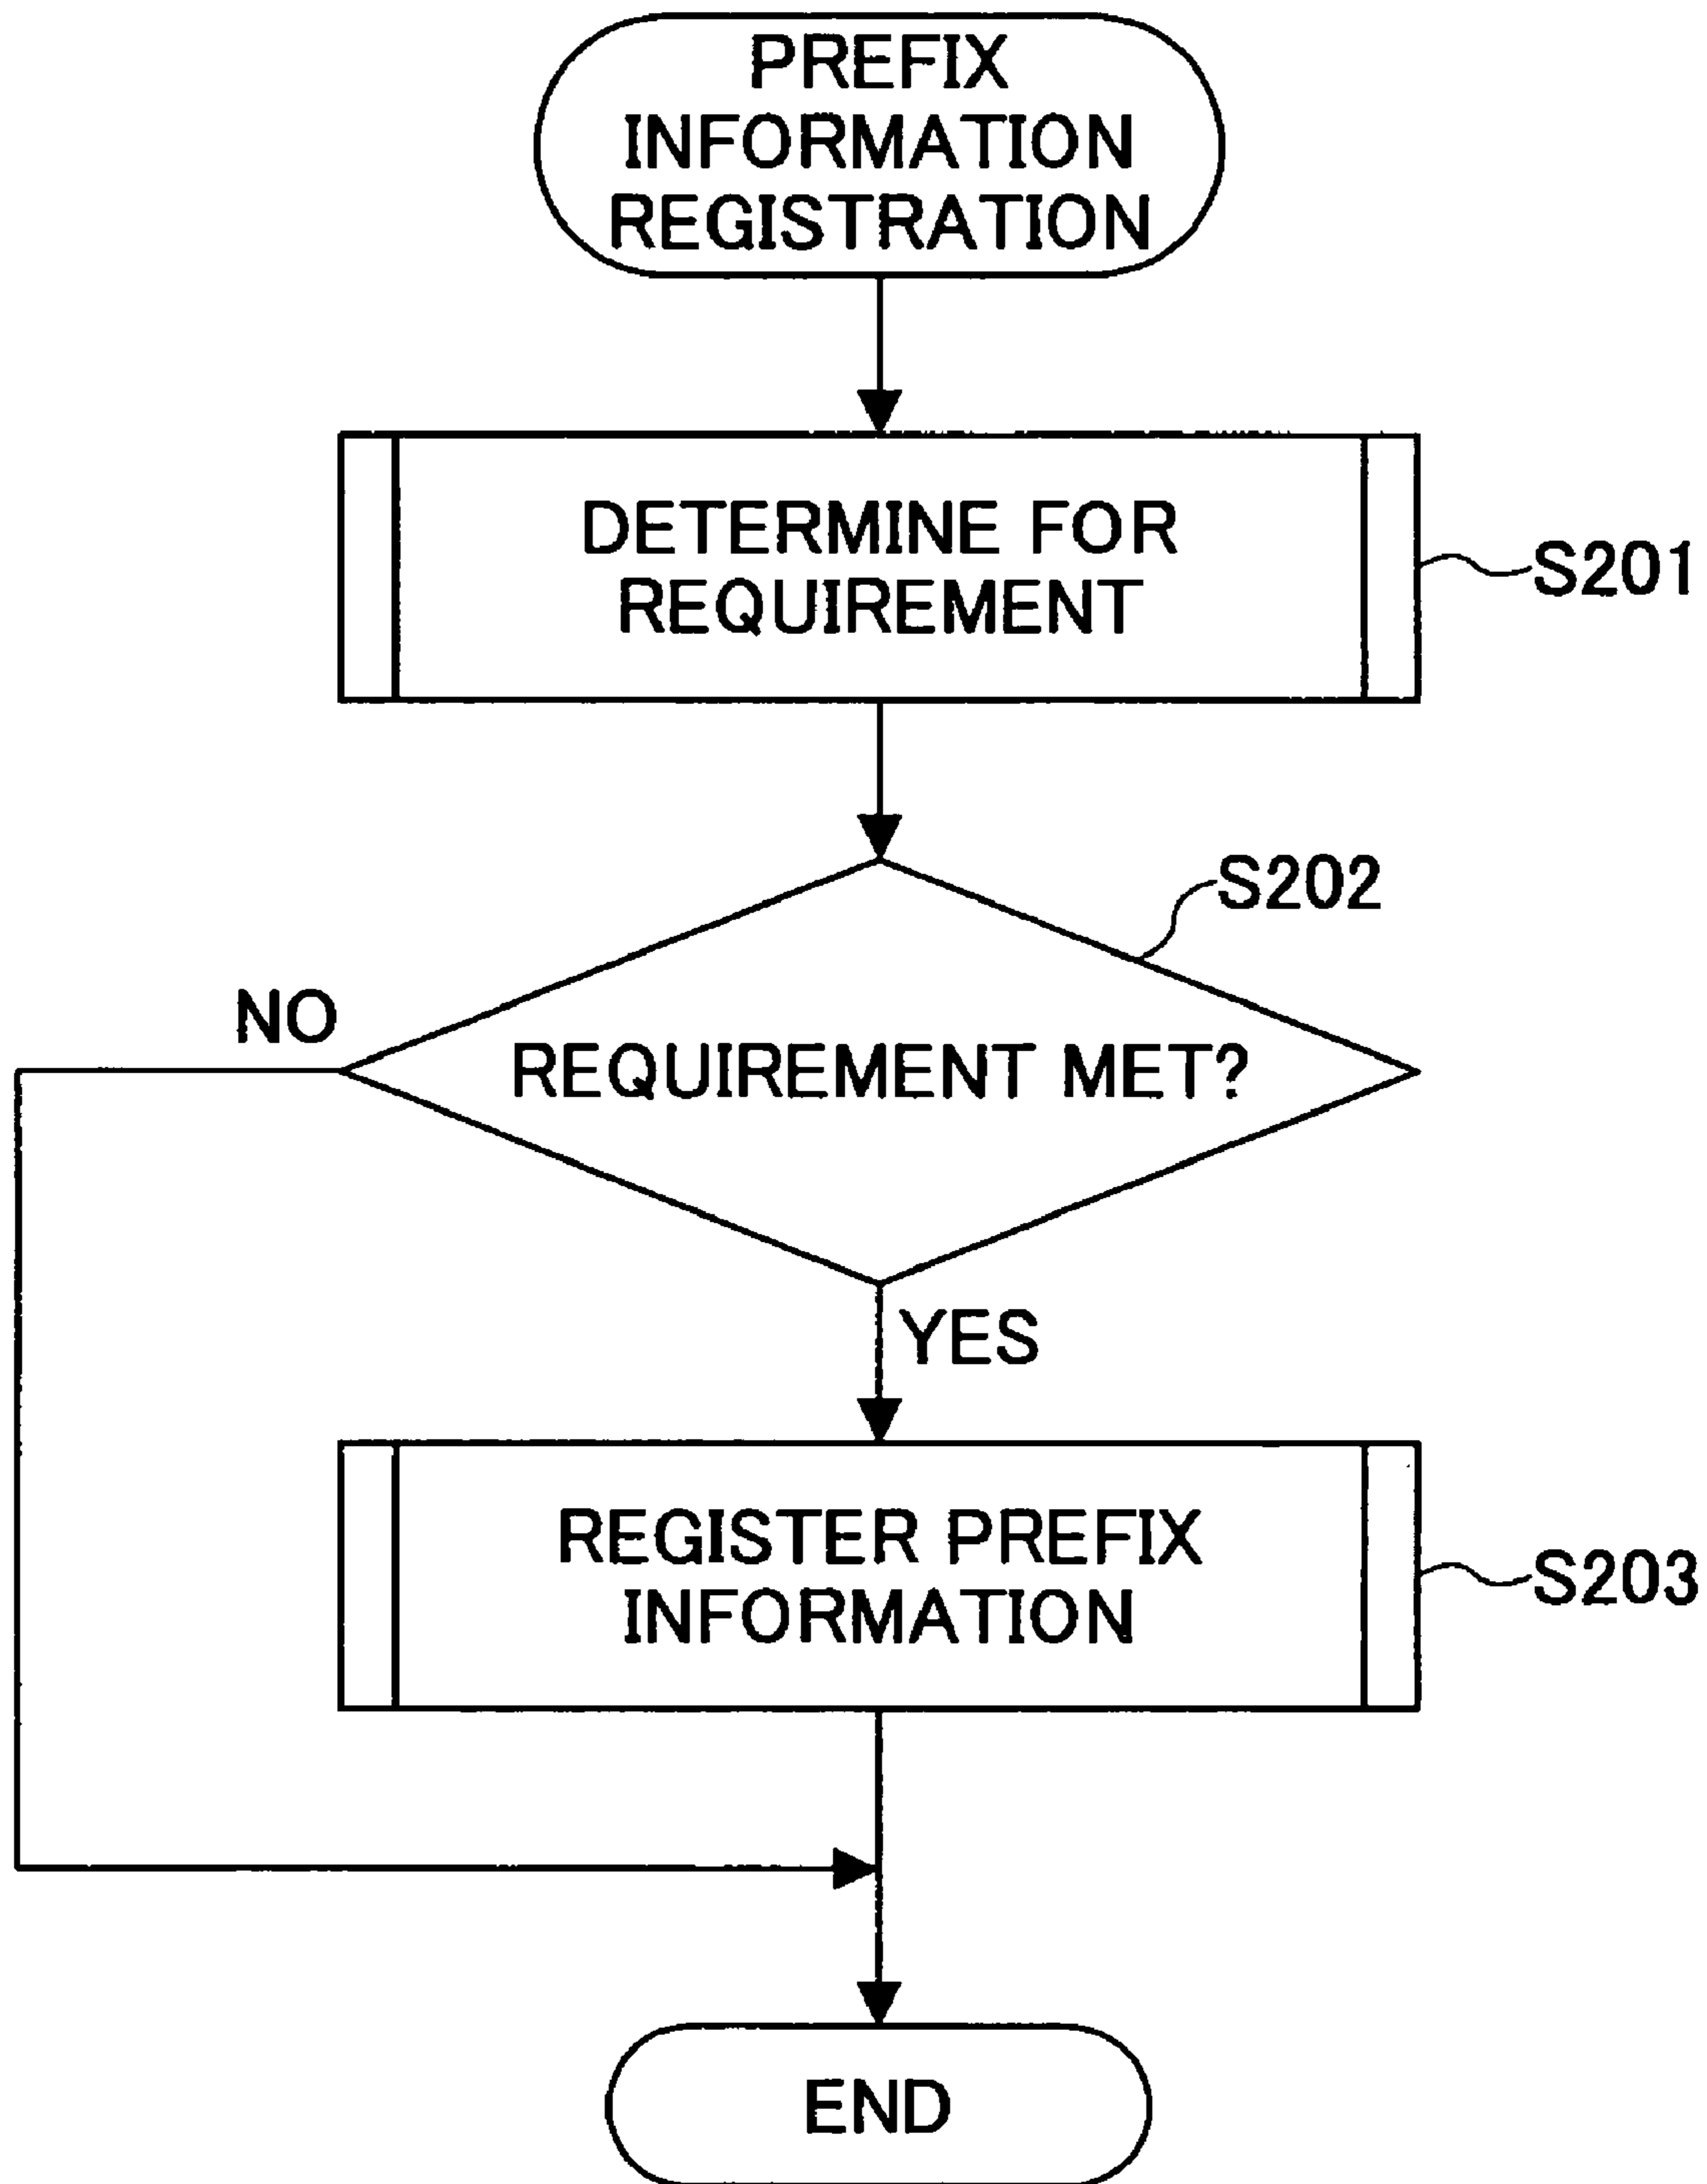 PREFIX
INFORMATION
REGISTRATION
DETERMINE FOR
REQUIREMENT
S201
S202
NO
REQUIREMENT MET?
YES
REGISTER PREFIX
INFORMATION
S203
END